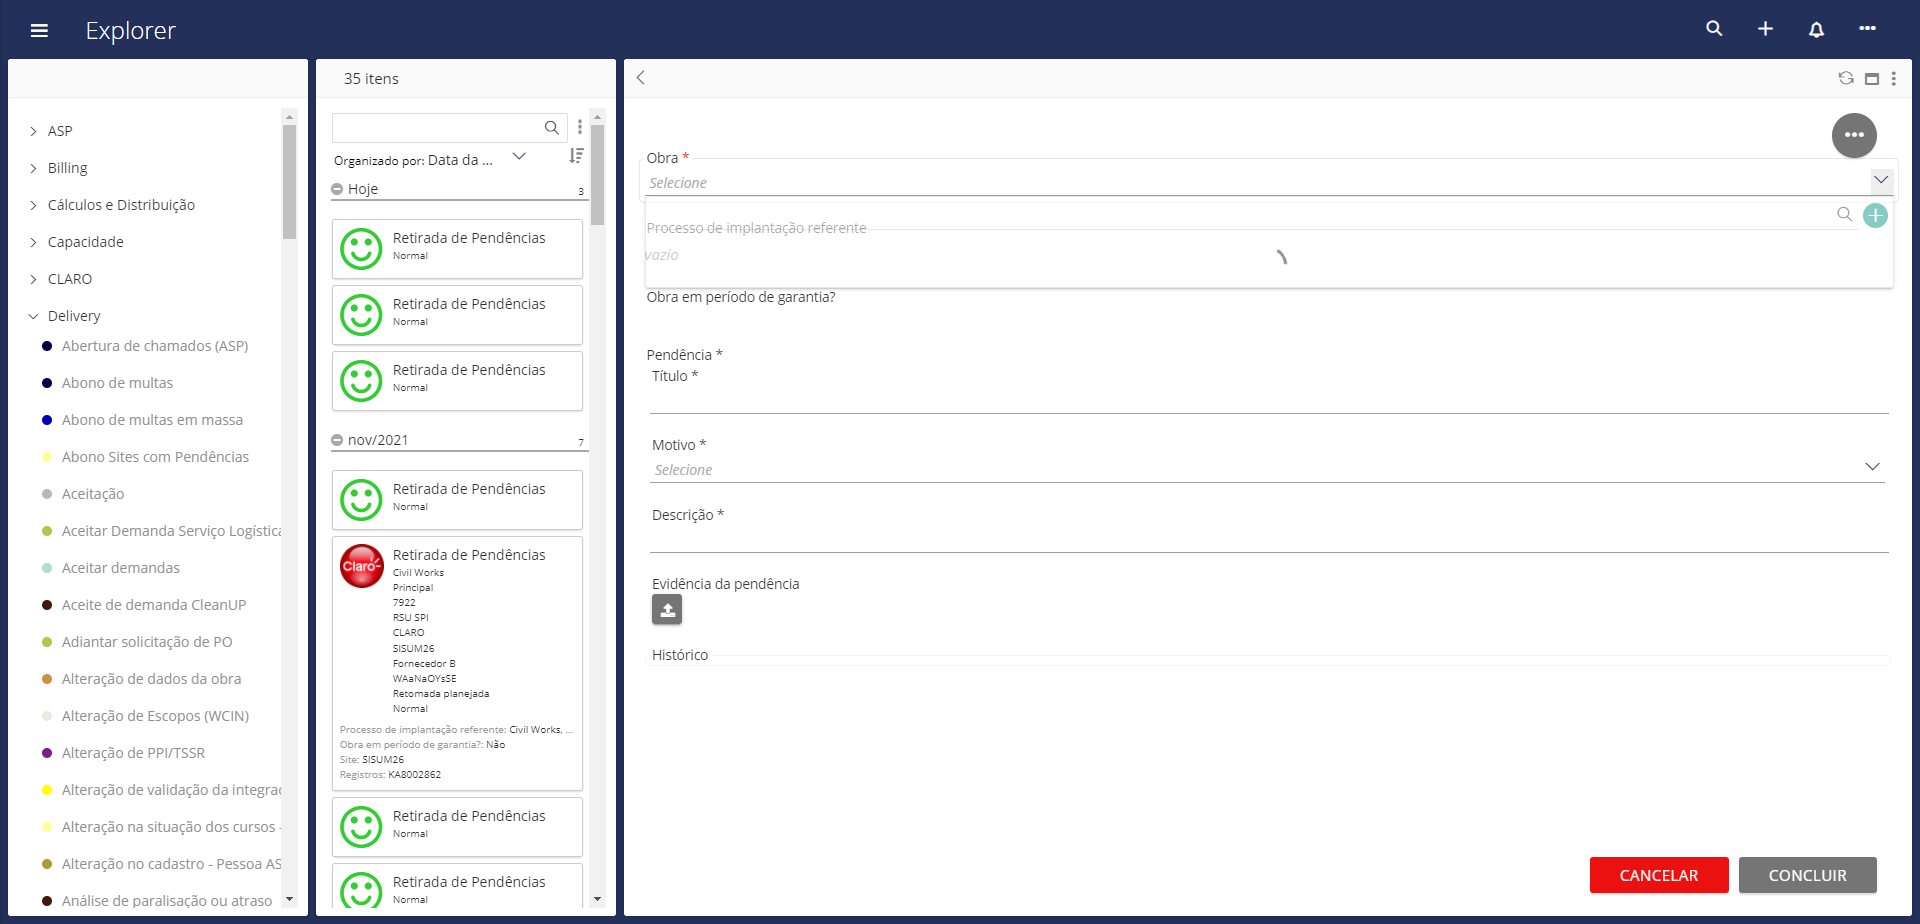 Explorer
ASP
Billing
Cálculos e Distribuição
Capacidade
CLARO
Delivery
Abertura de chamados (ASP)
Abono de multas
Abono de multas em massa
Abono Sites com Pendências
Aceitação
Aceitar Demanda Serviço Logística
Aceitar demandas
Aceite de demanda CleanUP
Adiantar solicitação de PO
Alteração de dados da obra
Alteração de Escopos (WCIN)
Alteração de PPI/TSSR
Alteração de validação da integra
Alteração na situação dos cursos -
Alteração no cadastro - Pessoa AS
Análise de paralisação ou atraso
35 itens
Organizado por: Data da ...
Hoje 3
Retirada de Pendências
Normal
Retirada de Pendências
Normal
Retirada de Pendências
Normal
nov/2021 7
Retirada de Pendências
Normal
Claro
Retirada de Pendências
Civil Works
Principal
7922
RSU SPI
CLARO
SISUM26
Fornecedor B
WAaNaOYsSE
Retomada planejada
Normal
Processo de implantação referente: Civil Works, ...
Obra em período de garantia?: Não
Site: SISUM26
Registros: KA8002862
Retirada de Pendências
Normal
Retirada de Pendências
Normal
Obra *
Selecione
Processo de implantação referente
vazio
Obra em período de garantia?
Pendência *
Título *
Motivo *
Selecione
Descrição *
Evidência da pendência
Histórico
CANCELAR
CONCLUIR